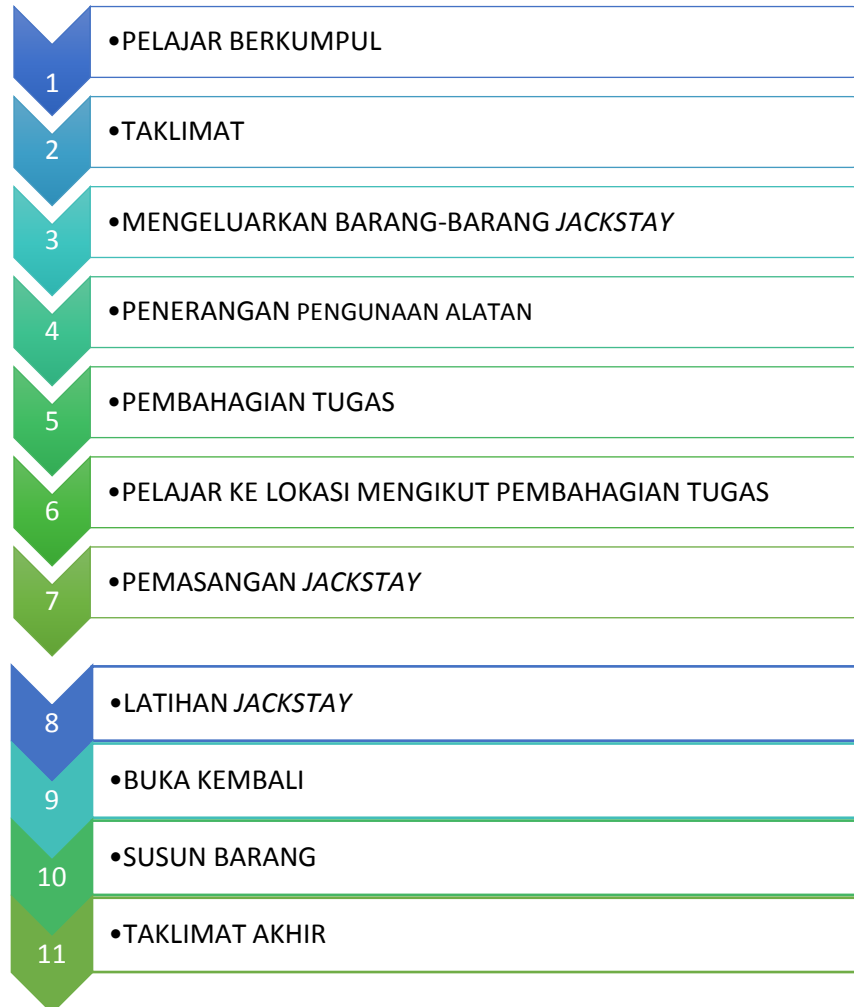 1
•PELAJAR BERKUMPUL
2
•TAKLIMAT
3
•MENGELUARKAN BARANG-BARANG JACKSTAY
4
•PENERANGAN PENGUNAAN ALATAN
5
•PEMBAHAGIAN TUGAS
6
•PELAJAR KE LOKASI MENGIKUT PEMBAHAGIAN TUGAS
7
•PEMASANGAN JACKSTAY
8
•LATIHAN JACKSTAY
9
•BUKA KEMBALI
10
•SUSUN BARANG
11
•TAKLIMAT AKHIR